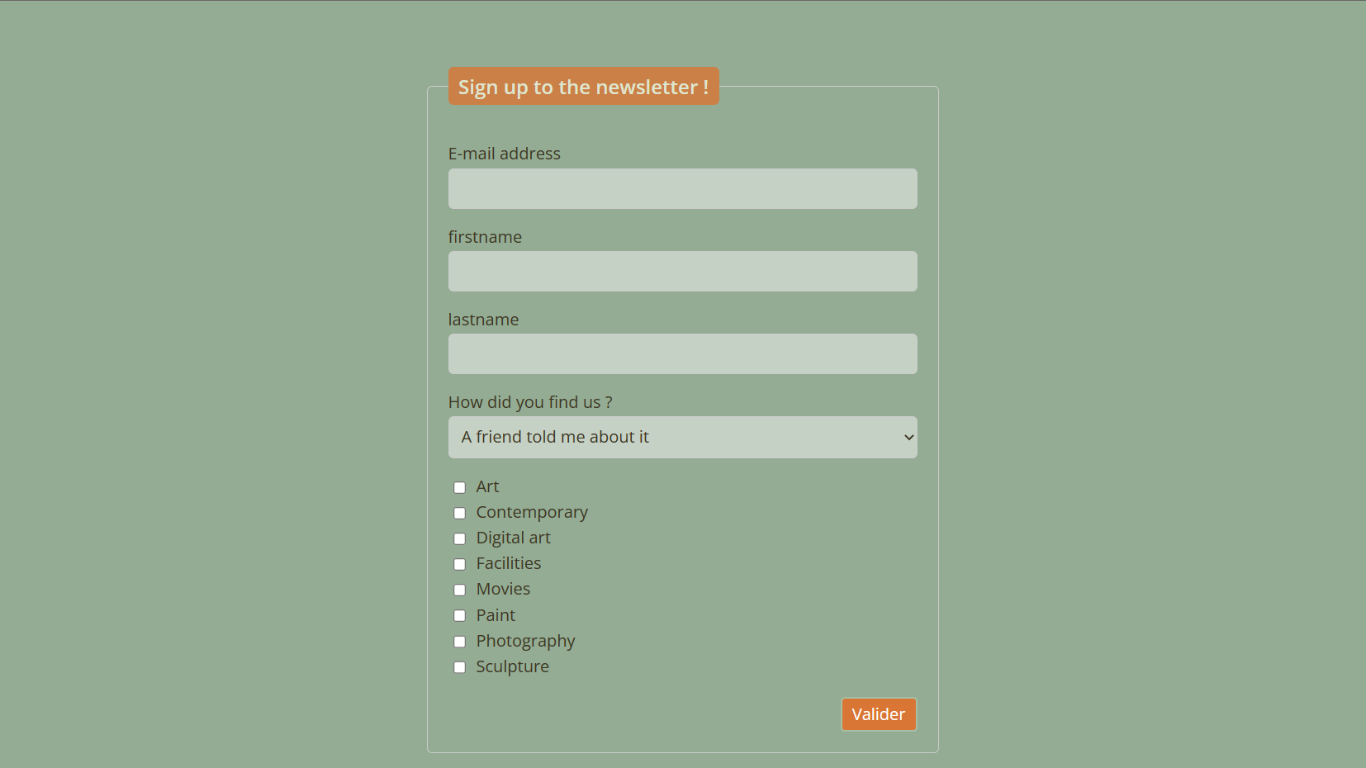 Sign up to the newsletter !
E-mail address
firstname
lastname
How did you find us ?
A friend told me about it
Art
Contemporary
Digital art
Facilities
Movies
Paint
Photography
Sculpture
Valider